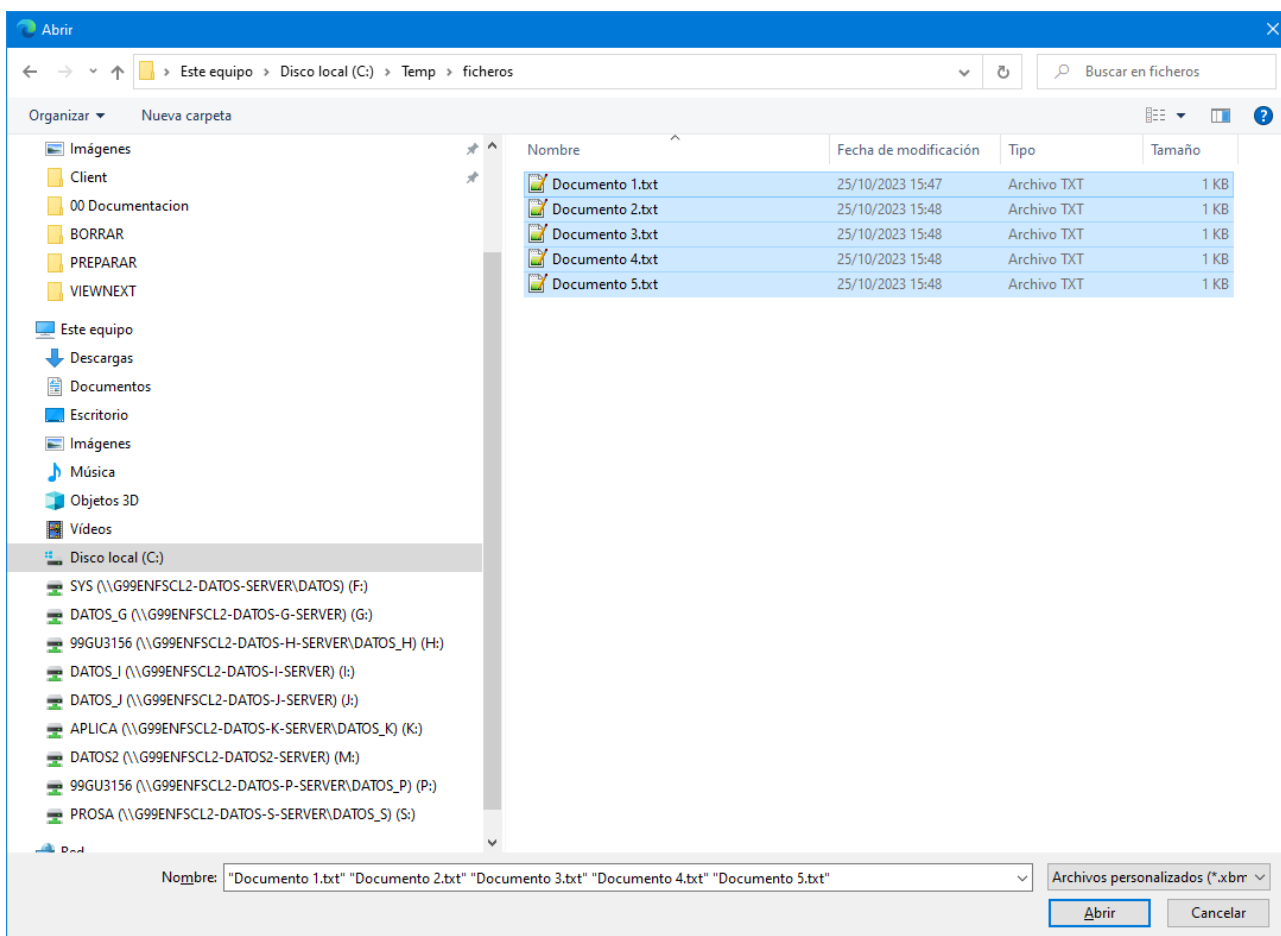 Abrir
Este equipo > Disco local (C:) > Temp > ficheros
Buscar en ficheros
Organizar
Nueva carpeta
Imágenes
Client
00 Documentacion
BORRAR
PREPARAR
VIEWNEXT
Este equipo
Descargas
Documentos
Escritorio
Imágenes
Música
Objetos 3D
Vídeos
Disco local (C:)
SYS (\\G99ENFSCL2-DATOS-SERVER\DATOS) (F:)
DATOS_G (\\G99ENFSCL2-DATOS-G-SERVER) (G:)
99GU3156 (\\G99ENFSCL2-DATOS-H-SERVER\DATOS_H) (H:)
DATOS_I (\\G99ENFSCL2-DATOS-I-SERVER) (I:)
DATOS_J (\\G99ENFSCL2-DATOS-J-SERVER) (J:)
APLICA (\\G99ENFSCL2-DATOS-K-SERVER\DATOS_K) (K:)
DATOS2 (\\G99ENFSCL2-DATOS2-SERVER) (M:)
99GU3156 (\\G99ENFSCL2-DATOS-P-SERVER\DATOS_P) (P:)
PROSA (\\G99ENFSCL2-DATOS-S-SERVER\DATOS_S) (S:)
Red
Nombre Fecha de modificación Tipo Tamaño
Documento 1.txt 25/10/2023 15:47 Archivo TXT 1 KB
Documento 2.txt 25/10/2023 15:48 Archivo TXT 1 KB
Documento 3.txt 25/10/2023 15:48 Archivo TXT 1 KB
Documento 4.txt 25/10/2023 15:48 Archivo TXT 1 KB
Documento 5.txt 25/10/2023 15:48 Archivo TXT 1 KB
Nombre: "Documento 1.txt" "Documento 2.txt" "Documento 3.txt" "Documento 4.txt" "Documento 5.txt"
Archivos personalizados (*.xbm
Abrir
Cancelar